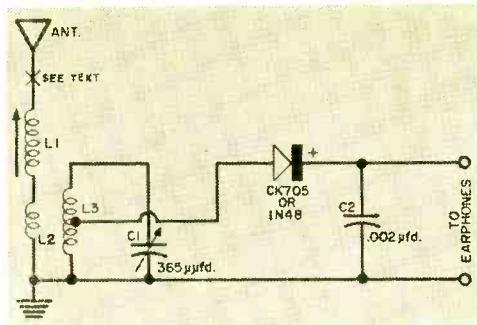 ANT.
SEE TEXT
L1
L2
L3
C1
365 µµfd.
+
CK705
OR
1N48
C2
.002 µfd.
TO
EARPHONES